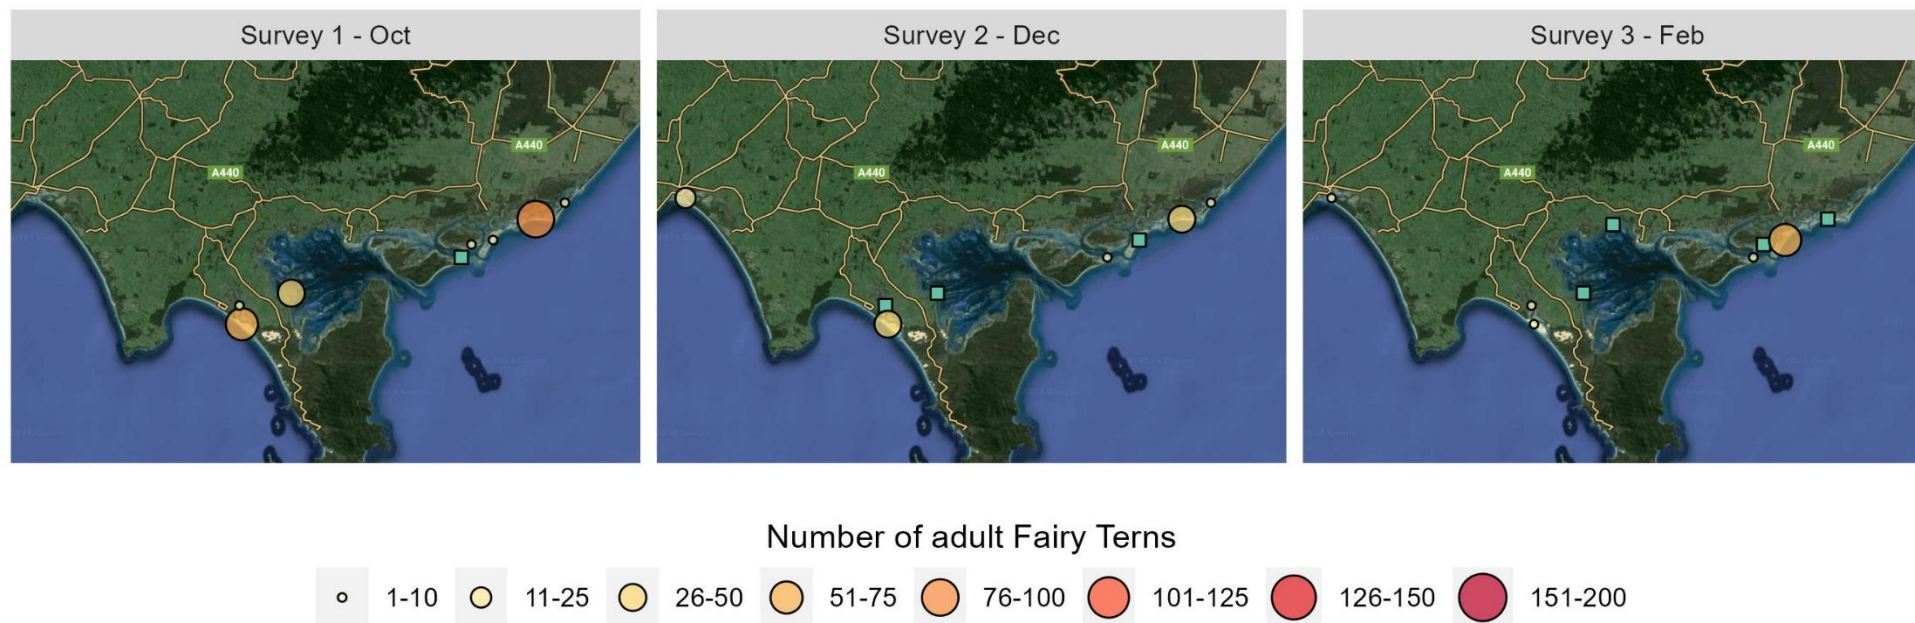 Survey 1 - Oct
Survey 2 - Dec
Survey 3 - Feb
A440
A440
A440
A440
A440
A440
Number of adult Fairy Terns
1-10
11-25
26-50
51-75
76-100
101-125
126-150
151-200